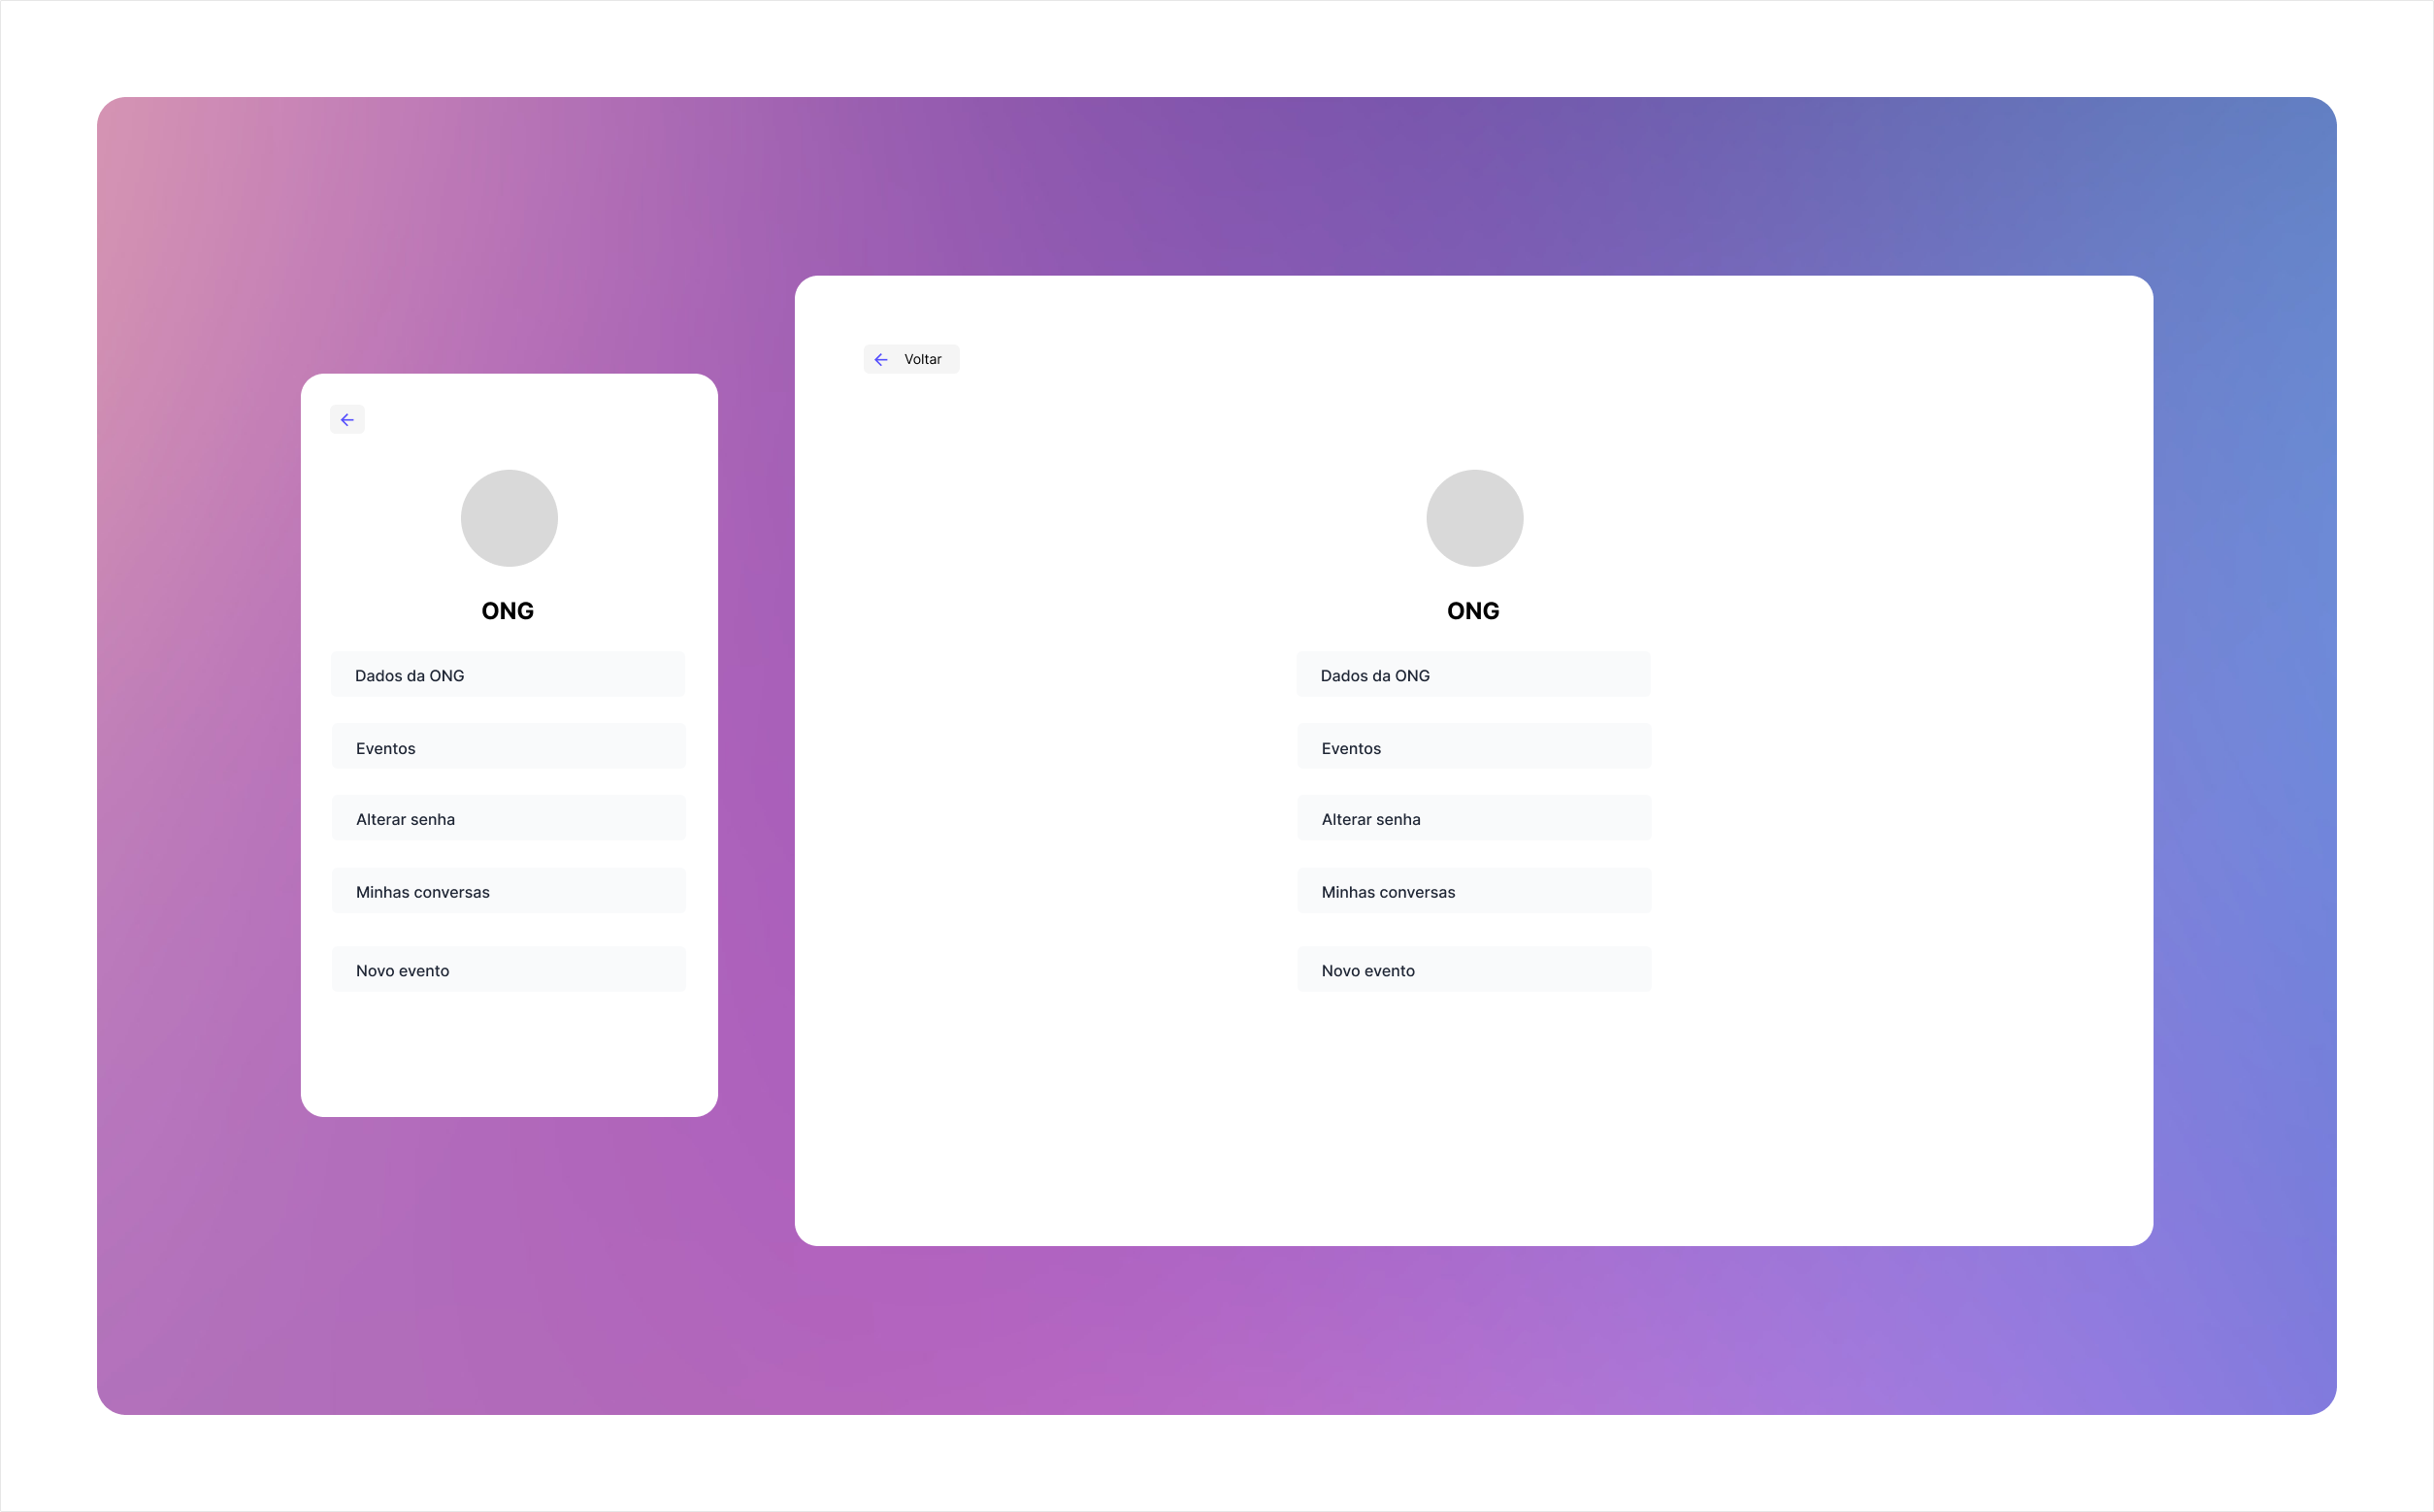 ONG
Dados da ONG
Eventos
Alterar senha
Minhas conversas
Novo evento
Voltar
ONG
Dados da ONG
Eventos
Alterar senha
Minhas conversas
Novo evento